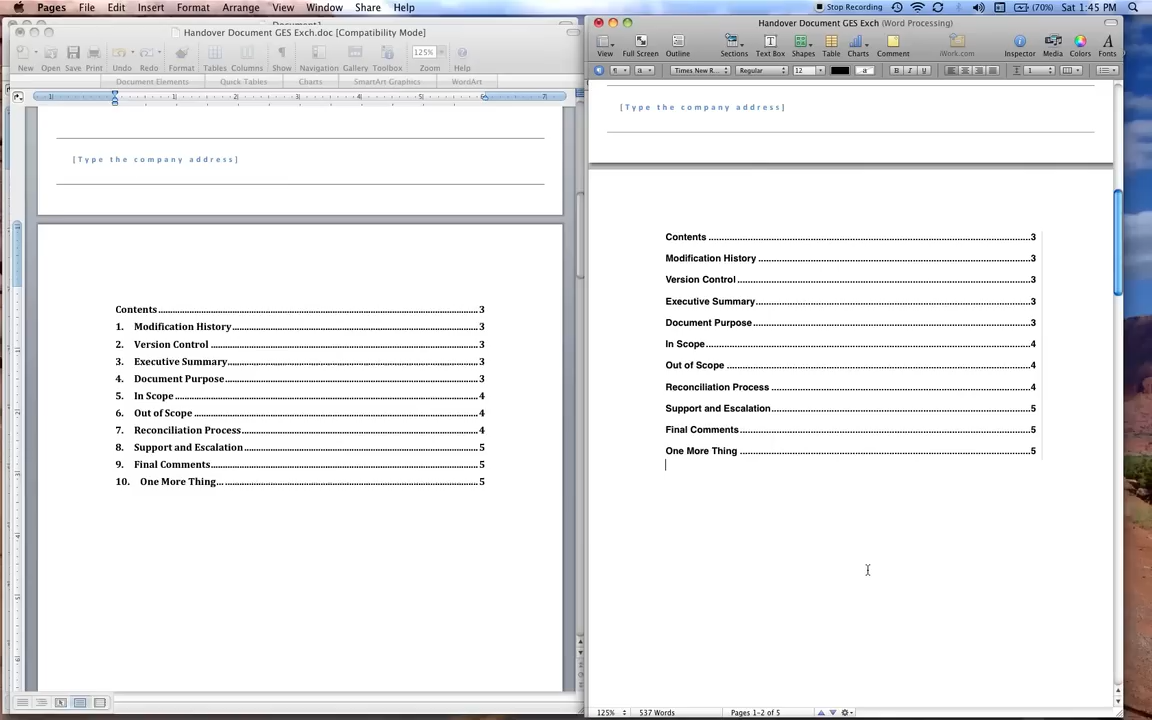 Pages File Edit Insert Format Arrange View Window Share Help
Stop Recording (70%) Sat 1:45 PM
Handover Document GES Exch.doc [Compatibility Mode]
New Open Save Print Undo Redo Format Tables Columns Show Navigation Gallery Toolbox Zoom Help
125%
Document Elements Quick Tables Charts SmartArt Graphics WordArt
[Type the company address]
Contents 3
1. Modification History 3
2. Version Control 3
3. Executive Summary 3
4. Document Purpose 3
5. In Scope 4
6. Out of Scope 4
7. Reconciliation Process 4
8. Support and Escalation 5
9. Final Comments 5
10. One More Thing... 5
Handover Document GES Exch (Word Processing)
View Full Screen Outline Sections Text Box Shapes Table Charts Comment iWork.com Inspector Media Colors Fonts
Times New R... Regular 12 a B I U 1
[Type the company address]
Contents 3
Modification History 3
Version Control 3
Executive Summary 3
Document Purpose 3
In Scope 4
Out of Scope 4
Reconciliation Process 4
Support and Escalation 5
Final Comments 5
One More Thing 5
125% 537 Words Pages 1-2 of 5